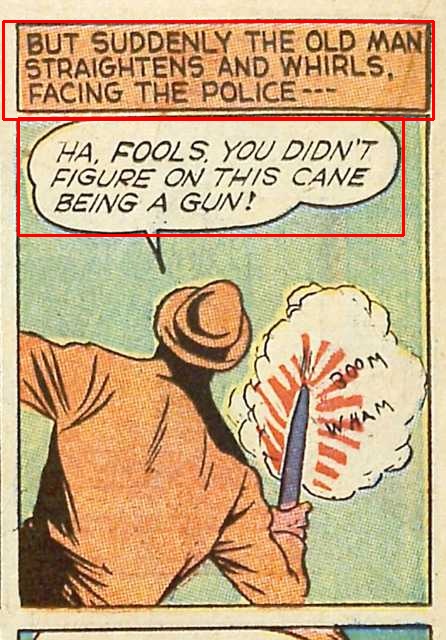 BUT SUDDENLY THE OLD MAN
STRAIGHTENS AND WHIRLS,
FACING THE POLICE---
HA, FOOLS. YOU DIDN'T
FIGURE ON THIS CANE
BEING A GUN!
BOOM
WHAM